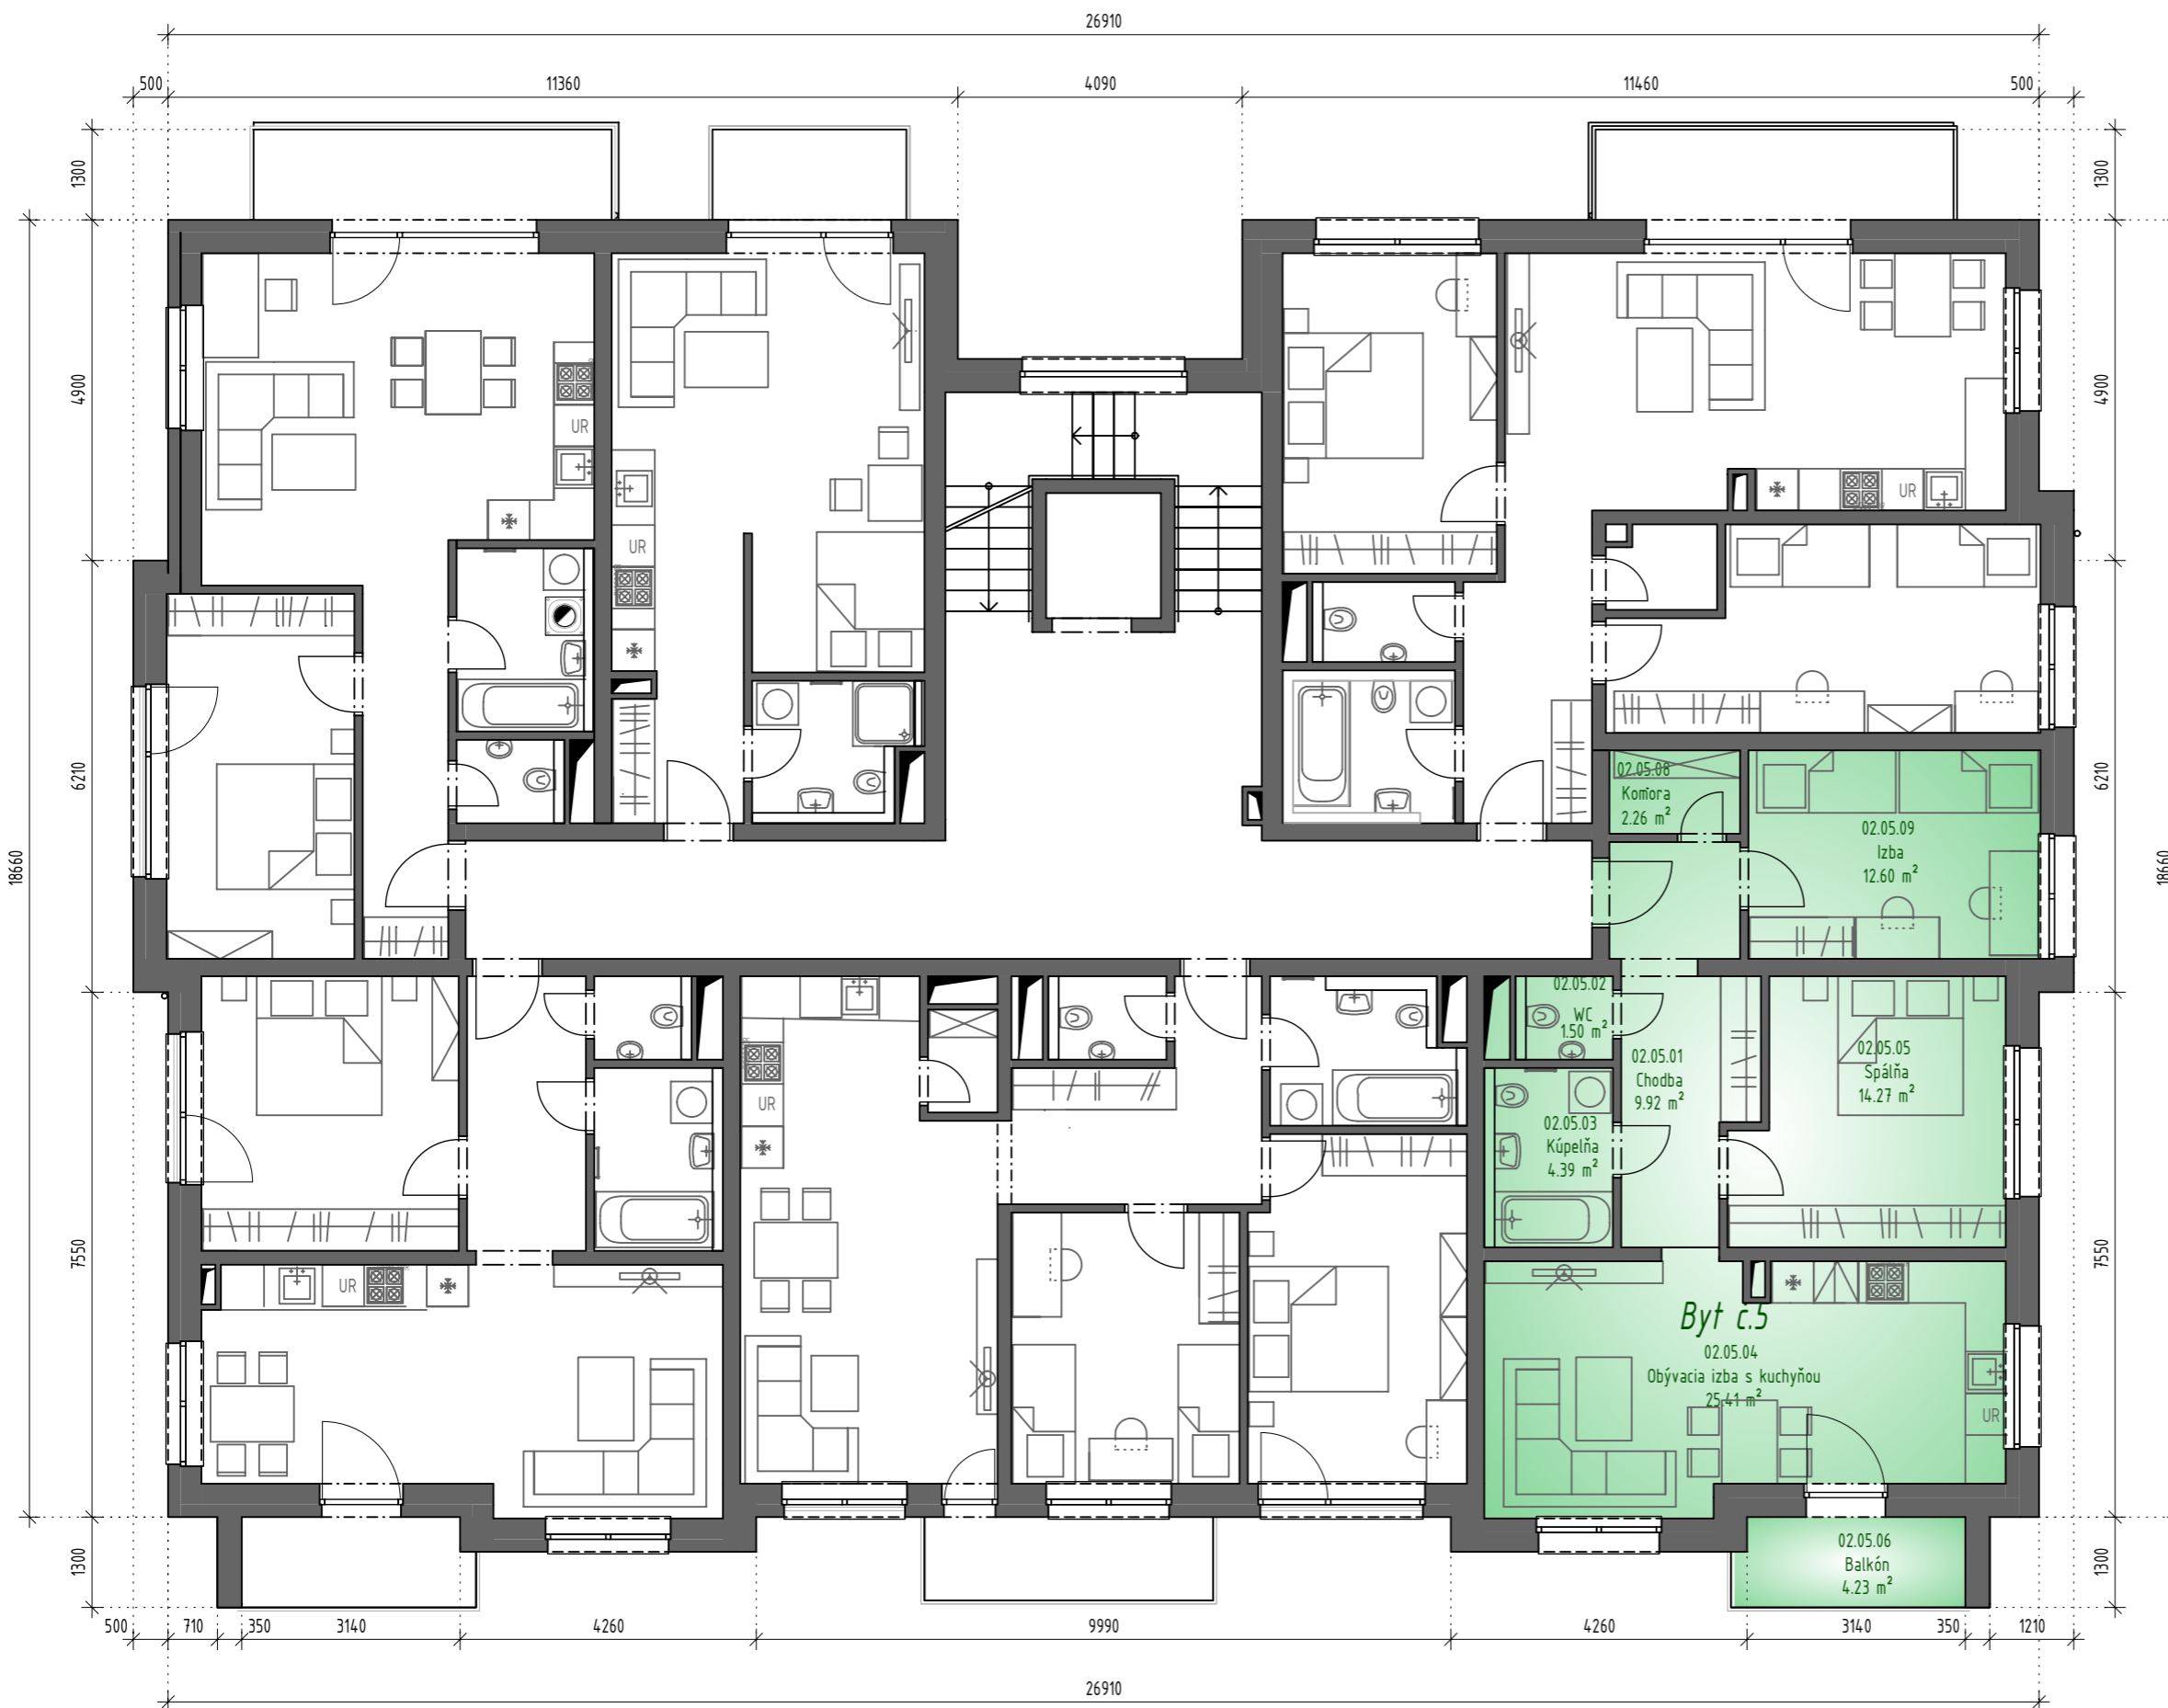 26910
500
11360
4090
11460
500
1300
1300
4900
4900
UR
UR
UR
6210
6210
18660
18660
02.05.08
Komora
2.26 m²
02.05.09
Izba
12.60 m²
02.05.02
WC
1.50 m²
02.05.01
Chodba
9.92 m²
02.05.05
Spálňa
14.27 m²
02.05.03
Kúpelňa
4.39 m²
UR
UR
7550
7550
Byt č.5
02.05.04
Obývacia izba s kuchyňou
25.41 m²
UR
02.05.06
Balkón
4.23 m²
1300
1300
500
710
350
3140
4260
9990
4260
3140
350
1210
26910